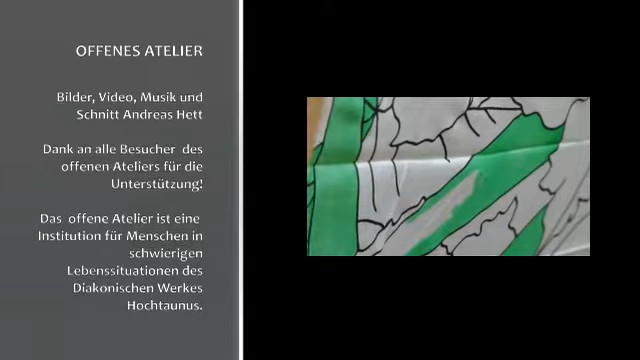 OFFENES ATELIER
Bilder, Video, Musik und
Schnitt Andreas Hett
Dank an alle Besucher des
offenen Ateliers für die
Unterstützung!
Das offene Atelier ist eine
Institution für Menschen in
schwierigen
Lebenssituationen des
Diakonischen Werkes
Hochtaunus.